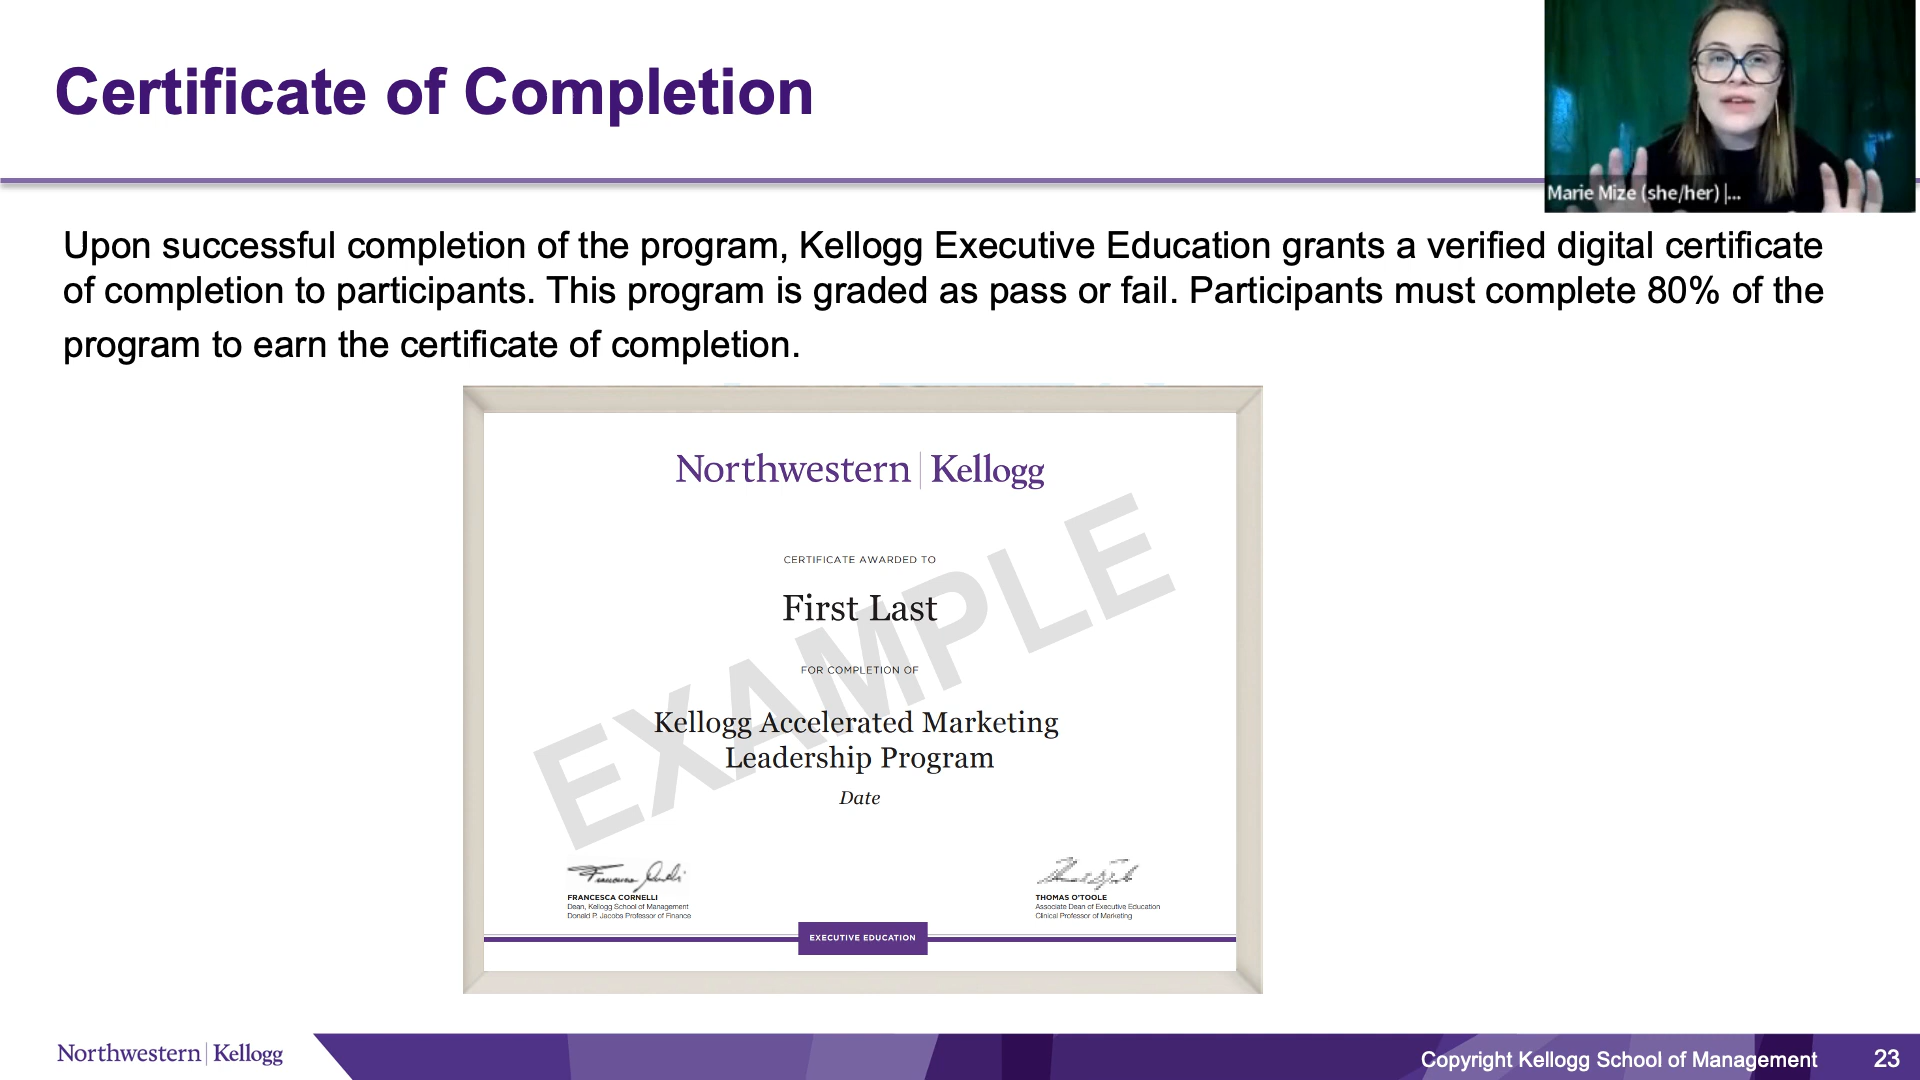 Certificate of Completion
Marie Mize (she/her) |...
Upon successful completion of the program, Kellogg Executive Education grants a verified digital certificate
of completion to participants. This program is graded as pass or fail. Participants must complete 80% of the
program to earn the certificate of completion.
Northwestern | Kellogg
CERTIFICATE AWARDED TO
First Last
FOR COMPLETION OF
EXAMPLE
Kellogg Accelerated Marketing
Leadership Program
Date
FRANCESCA CORNELLI
Dean, Kellogg School of Management
Donald P. Jacobs Professor of Finance
THOMAS O'TOOLE
Associate Dean of Executive Education
Clinical Professor of Marketing
EXECUTIVE EDUCATION
Northwestern | Kellogg
Copyright Kellogg School of Management
23